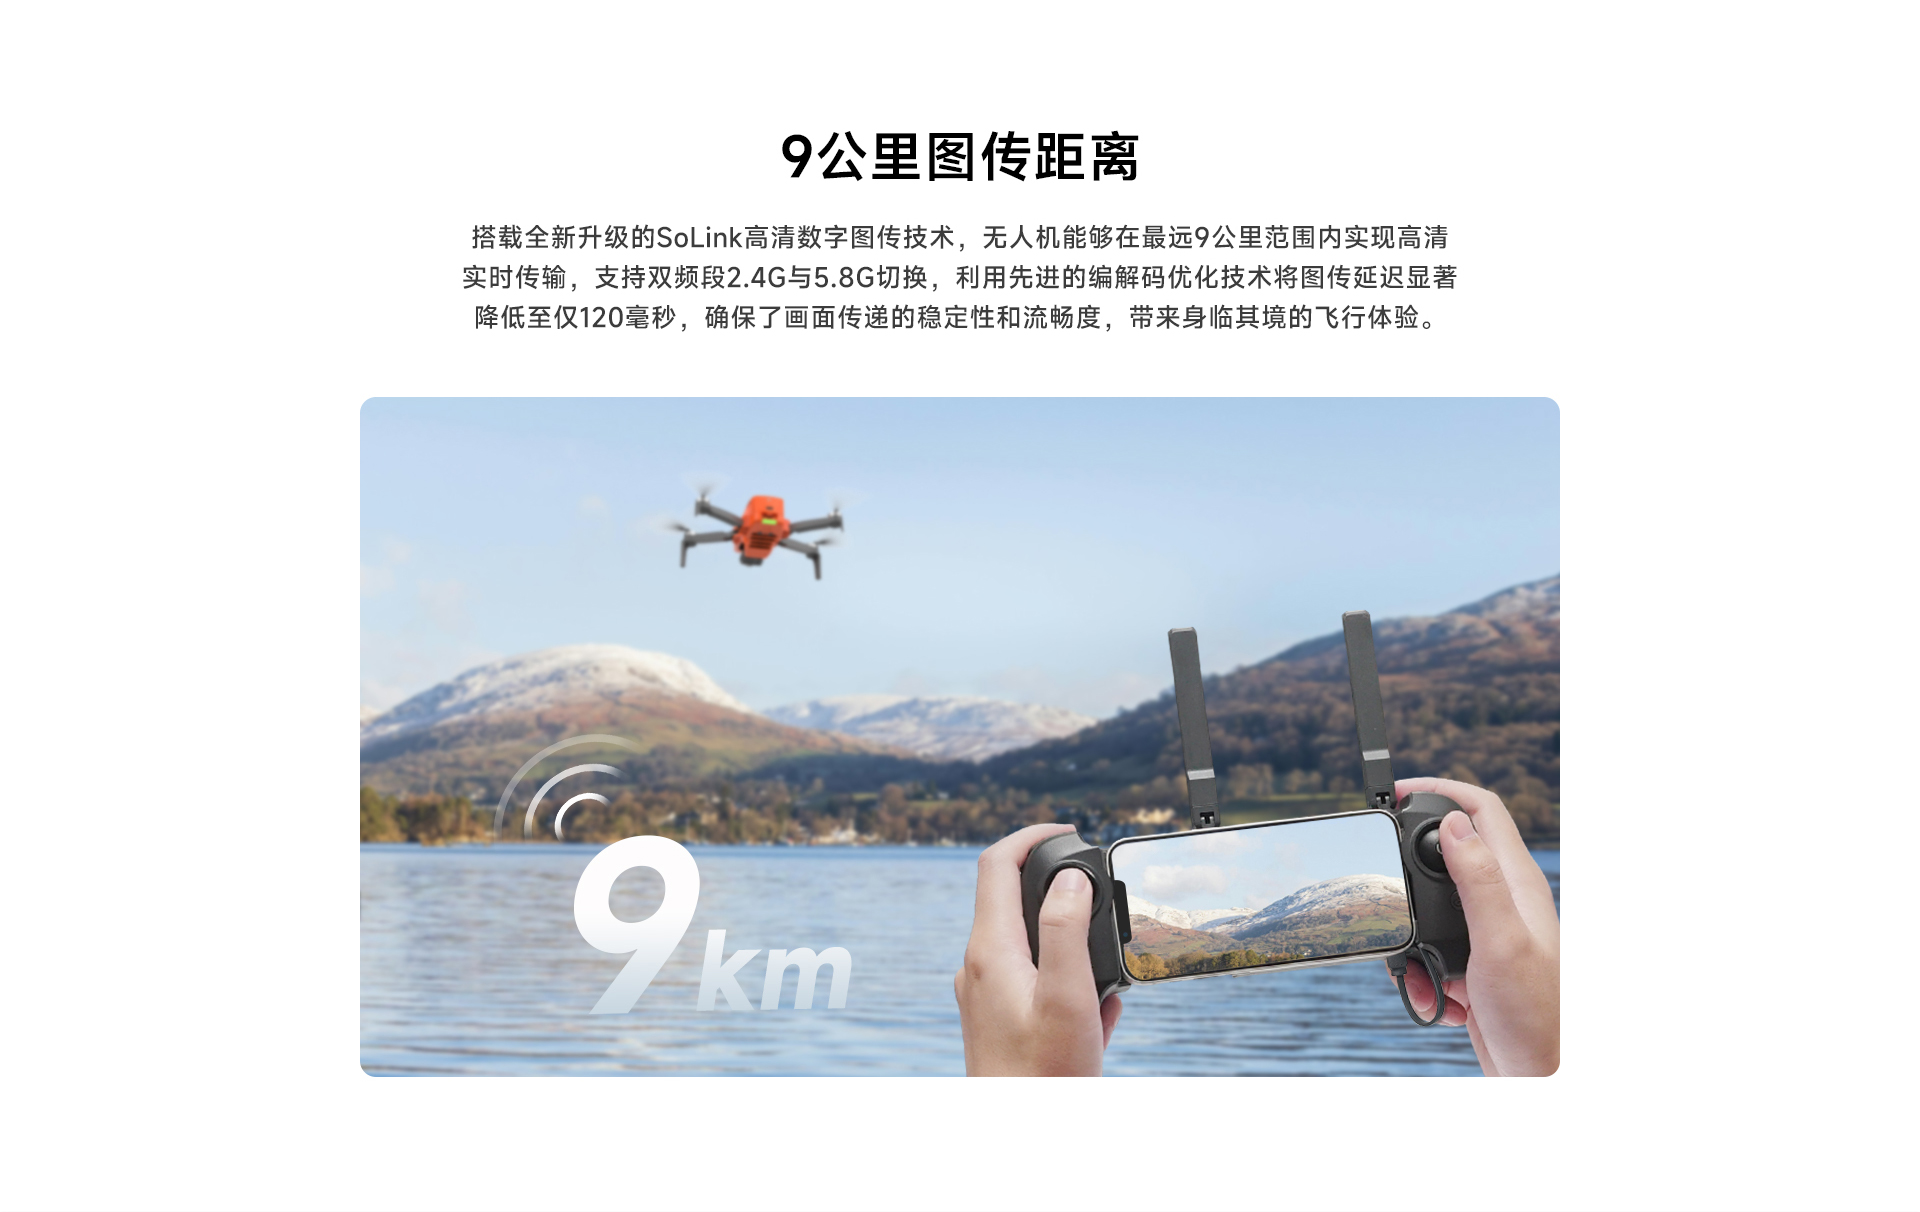 9公里图传距离
搭载全新升级的SoLink高清数字图传技术，无人机能够在最远9公里范围内实现高清
实时传输，支持双频段2.4G与5.8G切换，利用先进的编解码优化技术将图传延迟显著
降低至仅120毫秒，确保了画面传递的稳定性和流畅度，带来身临其境的飞行体验。
9km